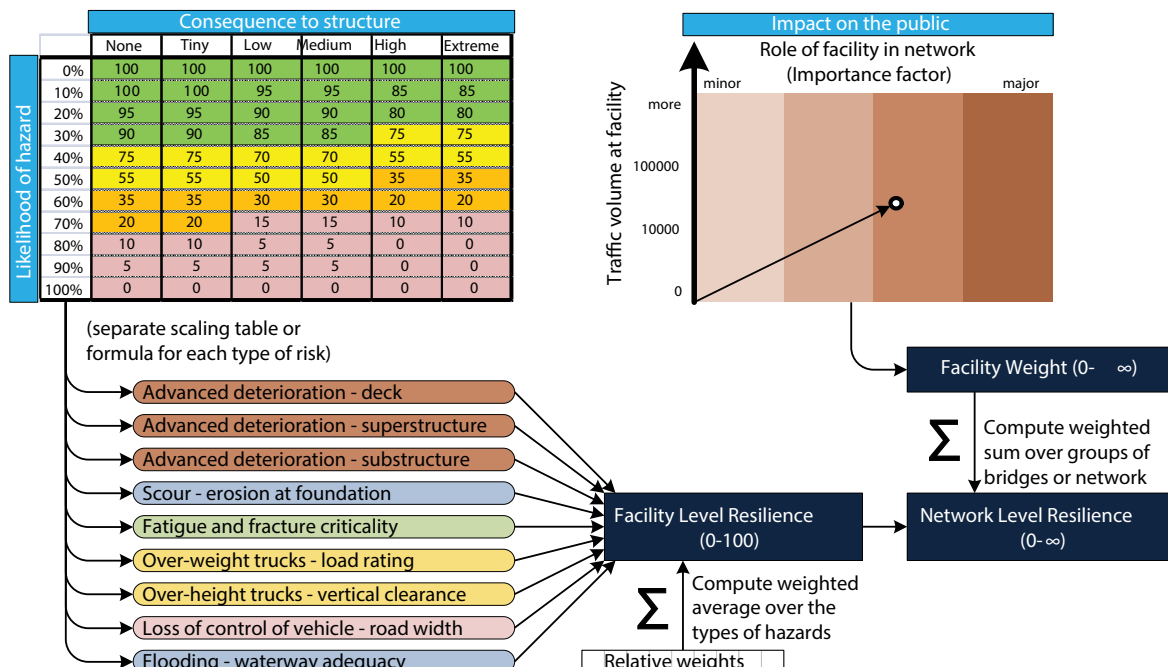 Consequence to structure
None Tiny Low Medium High Extreme
Likelihood of hazard
0% 100 100 100 100 100 100
10% 100 100 95 95 85 85
20% 95 95 90 90 80 80
30% 90 90 85 85 75 75
40% 75 75 70 70 55 55
50% 55 55 50 50 35 35
60% 35 35 30 30 20 20
70% 20 20 15 15 10 10
80% 10 10 5 5 0 0
90% 5 5 5 5 0 0
100% 0 0 0 0 0 0
(separate scaling table or
formula for each type of risk)
Advanced deterioration - deck
Advanced deterioration - superstructure
Advanced deterioration - substructure
Scour - erosion at foundation
Fatigue and fracture criticality
Over-weight trucks - load rating
Over-height trucks - vertical clearance
Loss of control of vehicle - road width
Flooding - waterway adequacy
Impact on the public
Role of facility in network
(Importance factor)
minor major
Traffic volume at facility
more
100000
10000
0
Facility Weight (0- ∞)
Σ
Compute weighted
sum over groups of
bridges or network
Facility Level Resilience
(0-100)
Network Level Resilience
(0-∞)
Σ
Compute weighted
average over the
types of hazards
Relative weights